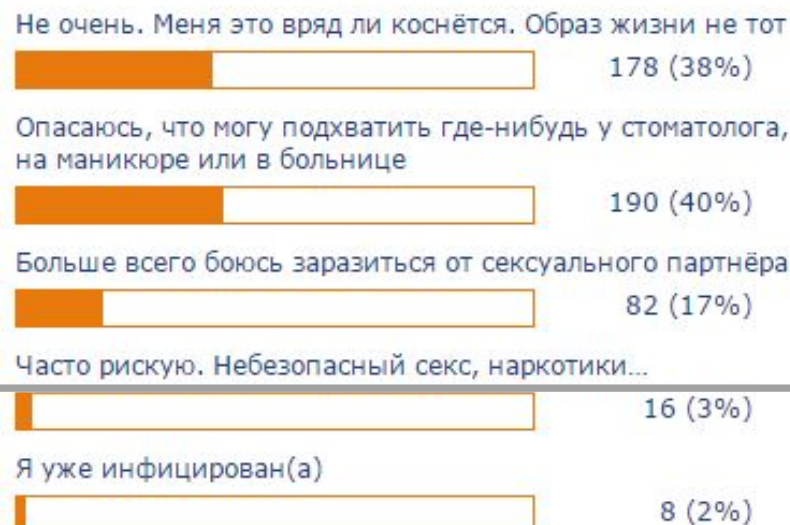 Не очень. Меня это вряд ли коснётся. Образ жизни не тот
178 (38%)
Опасаюсь, что могу подхватить где-нибудь у стоматолога,
на маникюре или в больнице
190 (40%)
Больше всего боюсь заразиться от сексуального партнёра
82 (17%)
Часто рискую. Небезопасный секс, наркотики...
16 (3%)
Я уже инфицирован(а)
8 (2%)